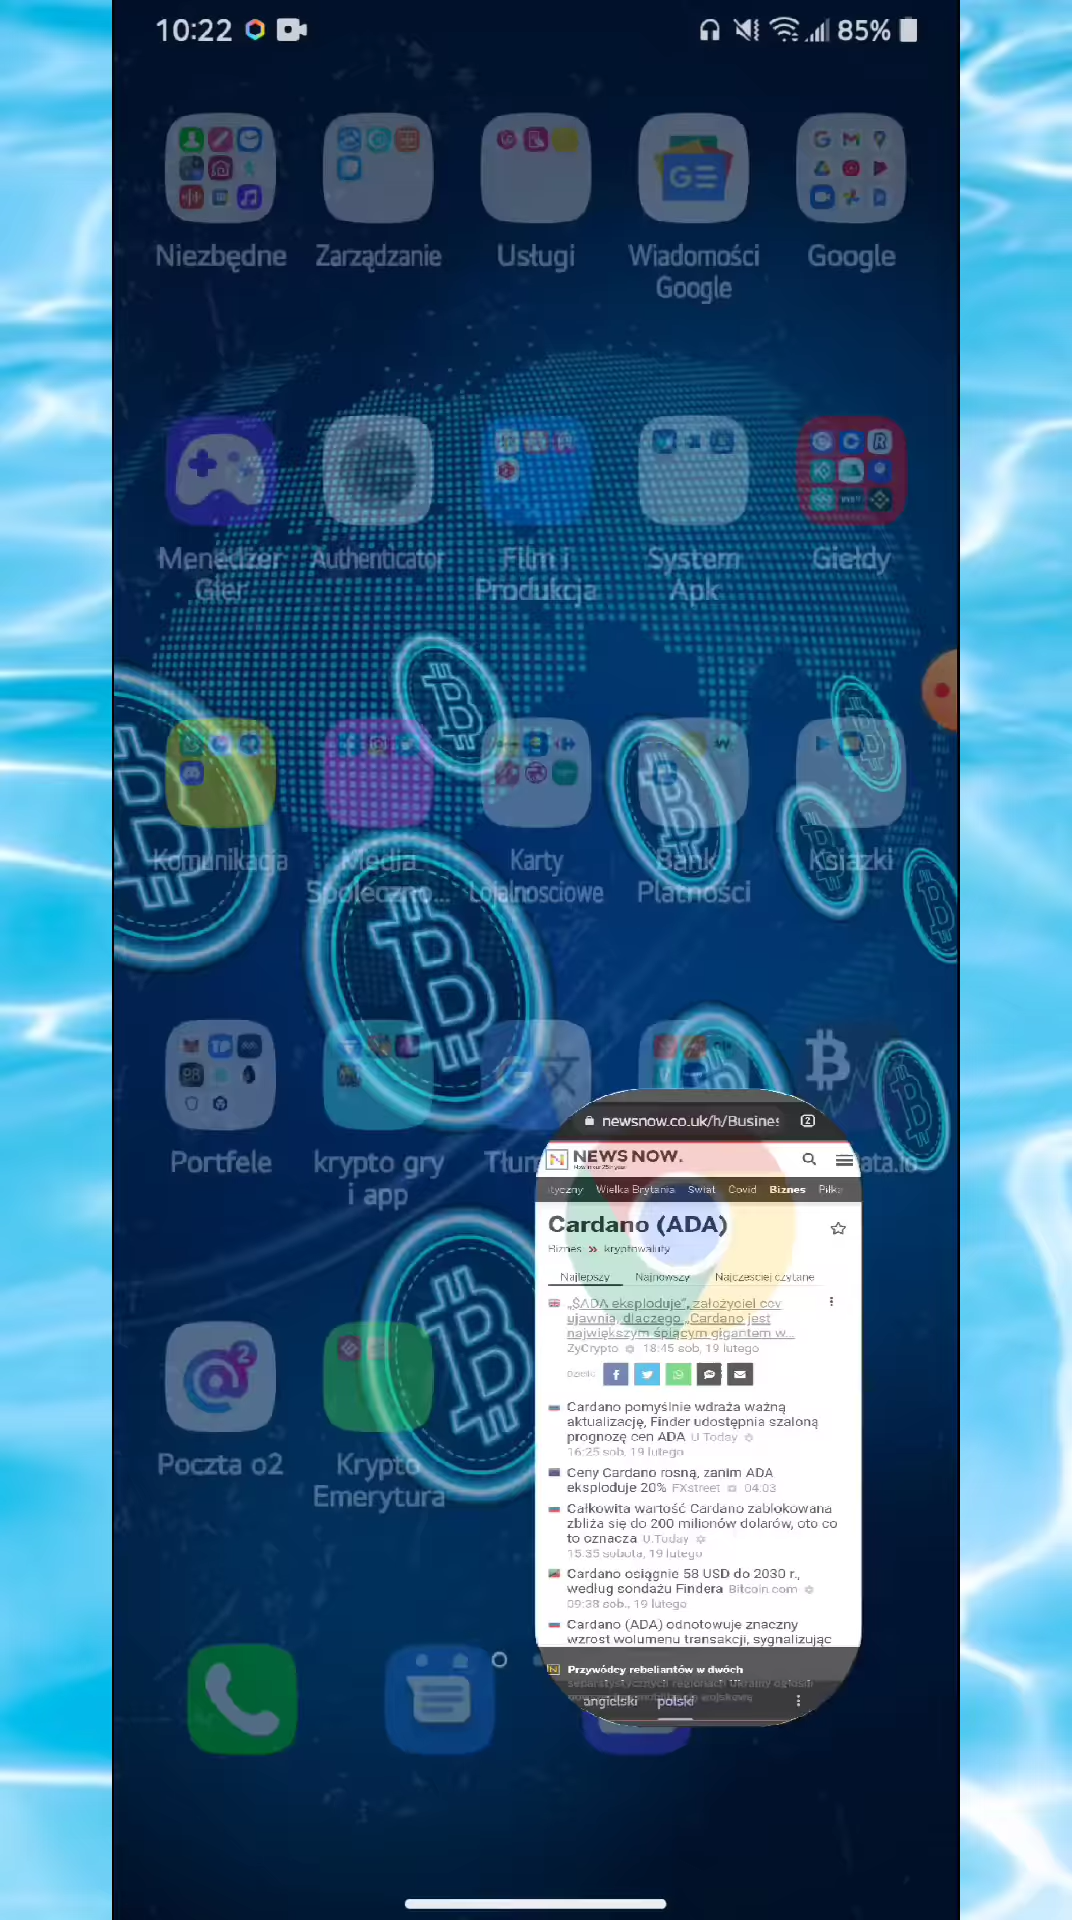 10:22
85%
Niezbędne
Zarządzanie
Usługi
Wiadomości
Google
Google
Menedżer
Gier
Authenticator
Film i
Produkcja
System
Apk
Giełdy
Komunikacja
Media
Społeczno...
Karty
Lojalnosciowe
Bank i
Płatności
Ksiazki
Portfele
krypto gry
i app
newsnow.co.uk/h/Busines
2
NEWS NOW.
Wielka Brytania Świat Covid Biznes Piłka
Cardano (ADA)
Biznes » kryptowaluty
Najlepszy Najnowszy Najczęściej czytane
„$ADA eksploduje”, założyciel ccv
ujawnia, dlaczego „Cardano jest
największym śpiącym gigantem w...
ZyCrypto 18:45 sob, 19 lutego
Cardano pomyślnie wdraża ważną
aktualizację, Finder udostępnia szaloną
prognozę cen ADA U.Today
16:25 sob, 19 lutego
Ceny Cardano rosną, zanim ADA
eksploduje 20% FXstreet 04:03
Całkowita wartość Cardano zablokowana
zbliża się do 200 milionów dolarów, oto co
to oznacza U.Today
15:35 sobota, 19 lutego
Cardano osiągnie 58 USD do 2030 r.,
według sondażu Findera Bitcoin.com
09:38 sob., 19 lutego
Cardano (ADA) odnotowuje znaczny
wzrost wolumenu transakcji, sygnalizując
Przywódcy rebeliantów w dwóch
separatystycznych regionach Ukrainy ogłosili
angielski polski
Poczta o2
Krypto
Emerytura